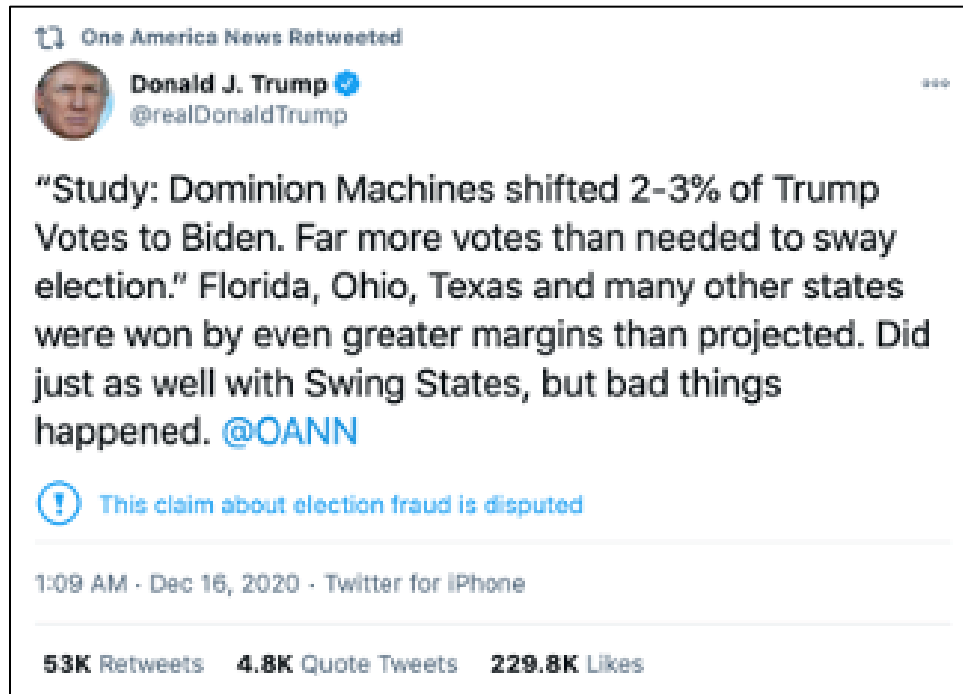 One America News Retweeted
Donald J. Trump
@realDonaldTrump
“Study: Dominion Machines shifted 2-3% of Trump
Votes to Biden. Far more votes than needed to sway
election.” Florida, Ohio, Texas and many other states
were won by even greater margins than projected. Did
just as well with Swing States, but bad things
happened. @OANN
This claim about election fraud is disputed
1:09 AM · Dec 16, 2020 · Twitter for iPhone
53K Retweets 4.8K Quote Tweets 229.8K Likes